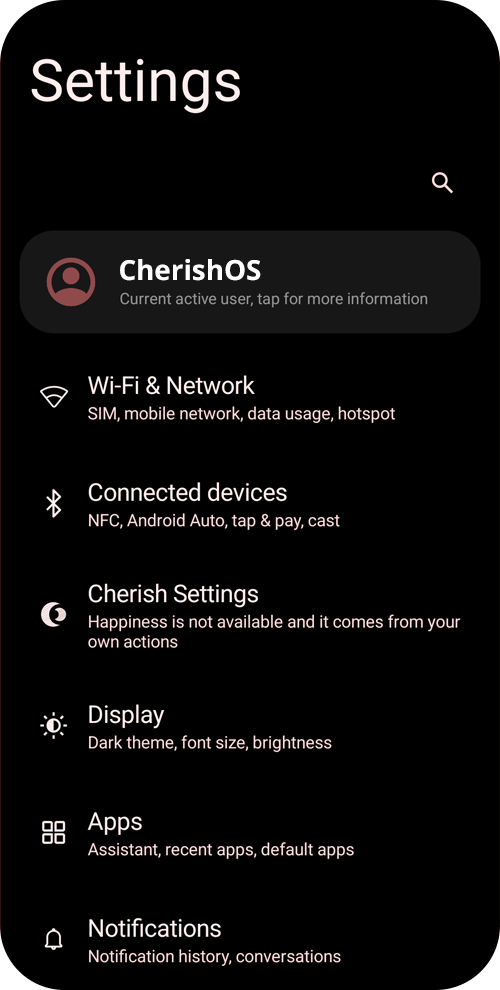 Settings
CherishOS
Current active user, tap for more information
Wi-Fi & Network
SIM, mobile network, data usage, hotspot
Connected devices
NFC, Android Auto, tap & pay, cast
Cherish Settings
Happiness is not available and it comes from your
own actions
Display
Dark theme, font size, brightness
Apps
Assistant, recent apps, default apps
Notifications
Notification history, conversations